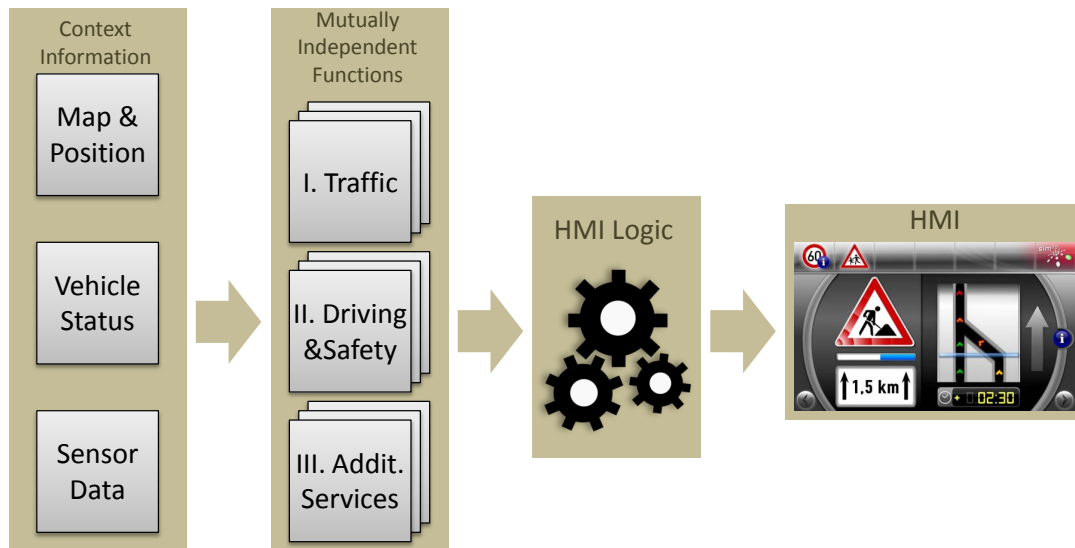 Context
Information
Map &
Position
Vehicle
Status
Sensor
Data
Mutually
Independent
Functions
I. Traffic
II. Driving
&Safety
III. Addit.
Services
HMI Logic
HMI
60
i
sim
1,5 km
i
02:30